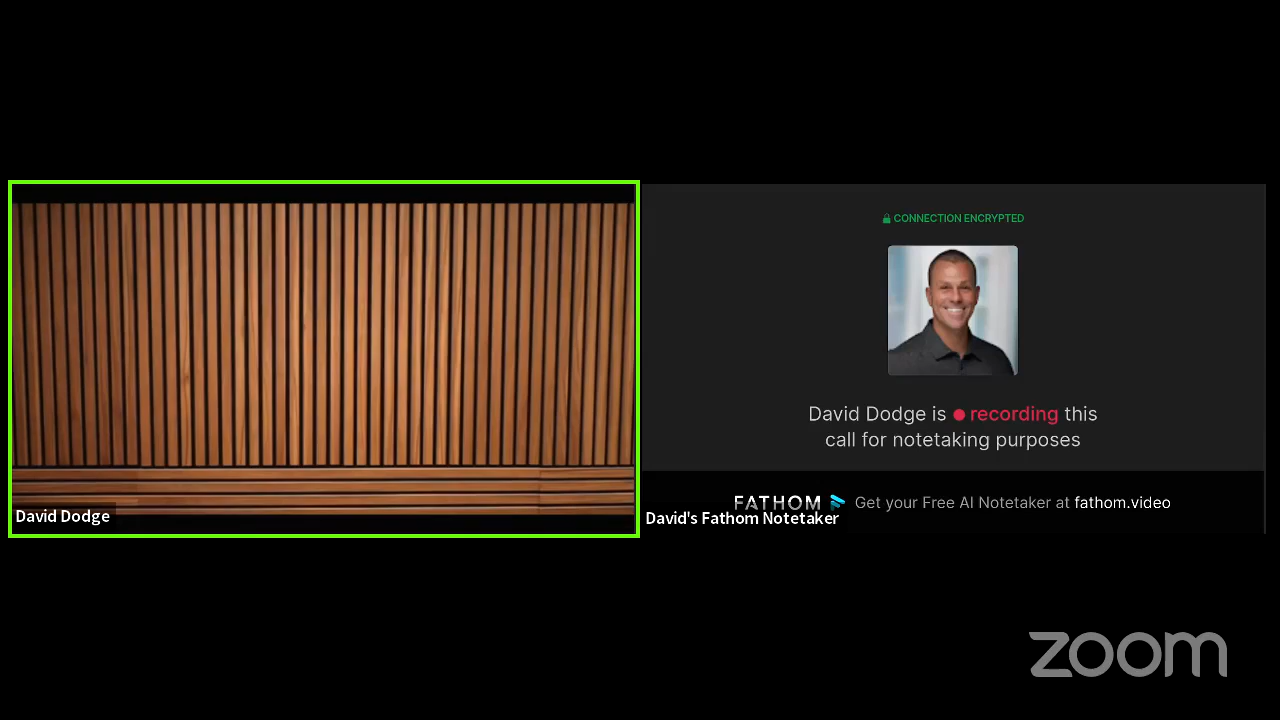 CONNECTION ENCRYPTED
David Dodge is recording this
call for notetaking purposes
FATHOM Get your Free AI Notetaker at fathom.video
David Dodge
David's Fathom Notetaker
zoom